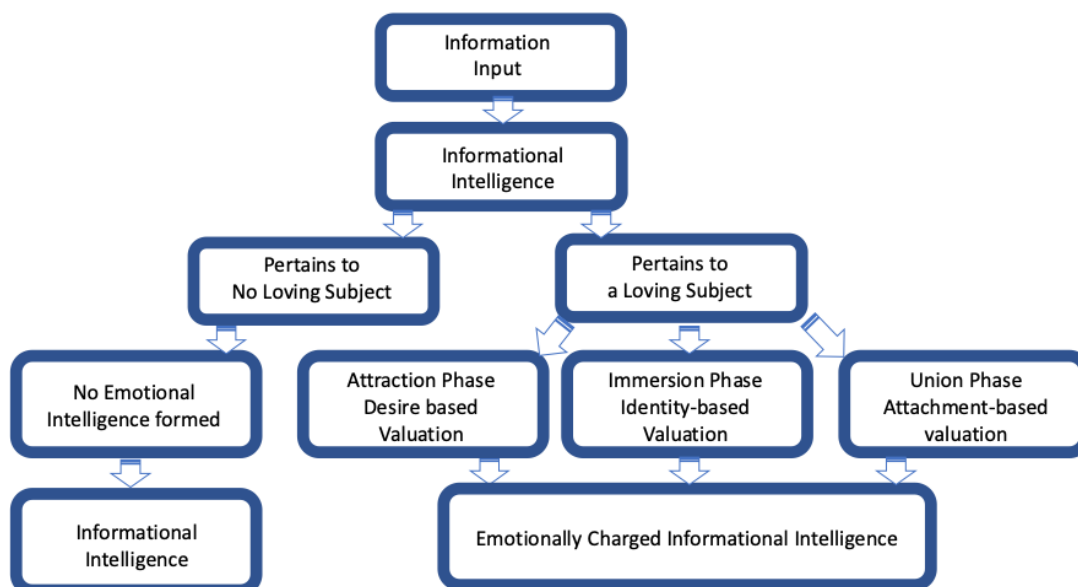 Information
Input
Informational
Intelligence
Pertains to
No Loving Subject
Pertains to
a Loving Subject
No Emotional
Intelligence formed
Attraction Phase
Desire based
Valuation
Immersion Phase
Identity-based
Valuation
Union Phase
Attachment-based
valuation
Informational
Intelligence
Emotionally Charged Informational Intelligence